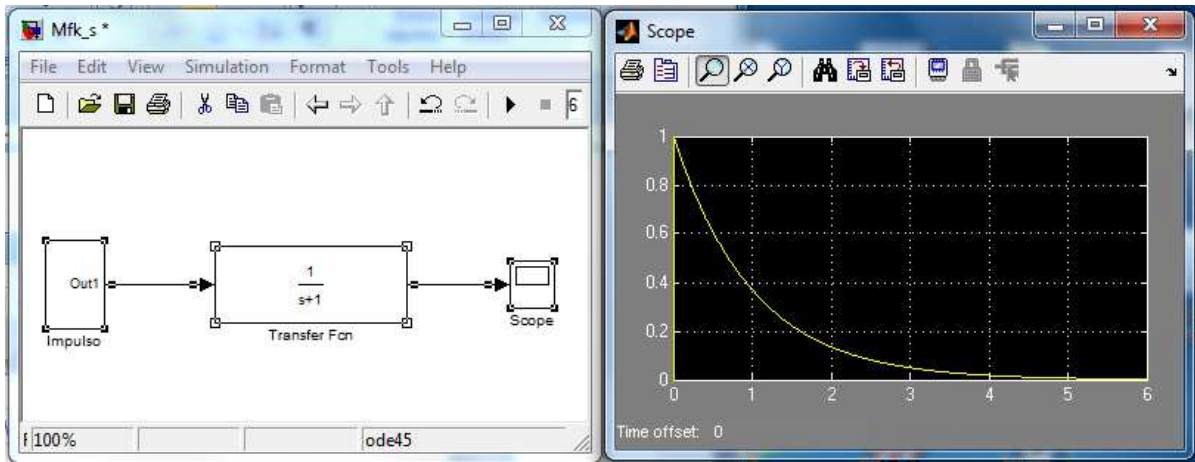 Mfk_s *
File Edit View Simulation Format Tools Help
6
Out1
Impulso
1
s+1
Transfer Fcn
Scope
100%
ode45
Scope
1
0.8
0.6
0.4
0.2
0
0 1 2 3 4 5 6
Time offset: 0